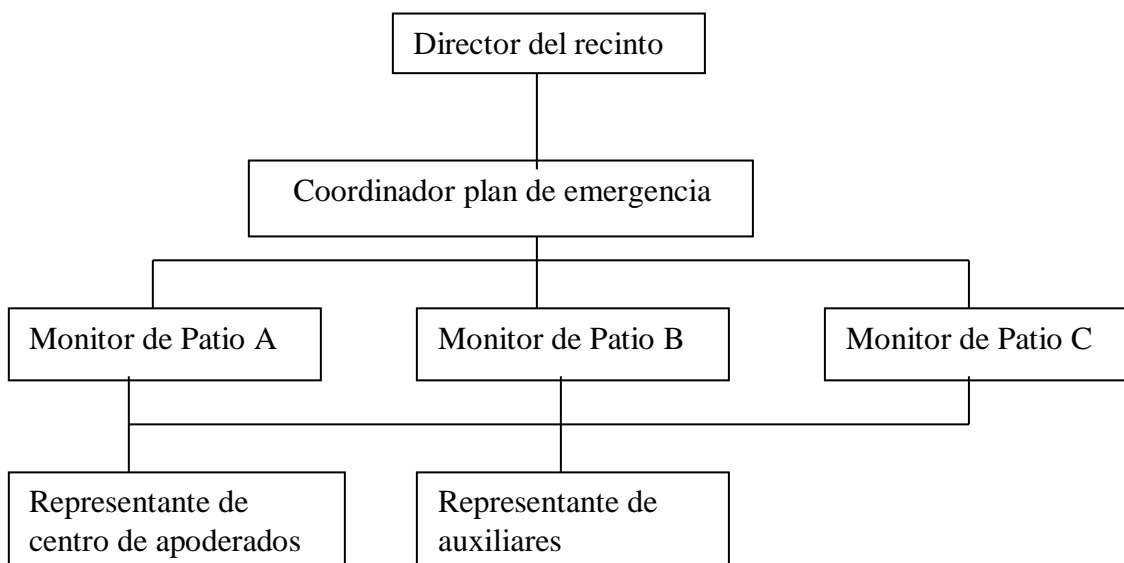 Director del recinto
Coordinador plan de emergencia
Monitor de Patio A
Monitor de Patio B
Monitor de Patio C
Representante de
centro de apoderados
Representante de
auxiliares